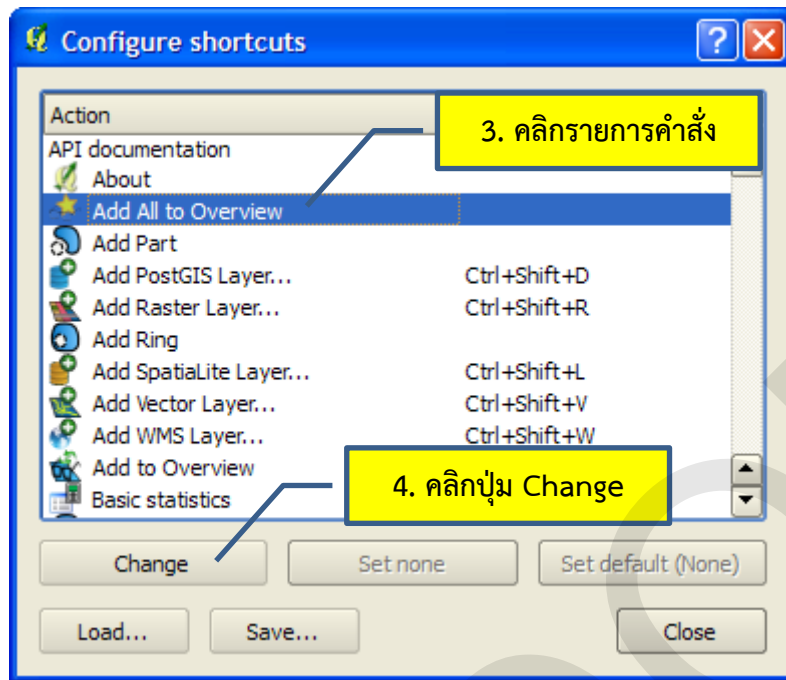 Configure shortcuts
Action
3. คลิกรายการคำสั่ง
API documentation
About
Add All to Overview
Add Part
Add PostGIS Layer... Ctrl+Shift+D
Add Raster Layer... Ctrl+Shift+R
Add Ring
Add SpatiaLite Layer... Ctrl+Shift+L
Add Vector Layer... Ctrl+Shift+V
Add WMS Layer... Ctrl+Shift+W
Add to Overview
4. คลิกปุ่ม Change
Basic statistics
Change Set none Set default (None)
Load... Save... Close